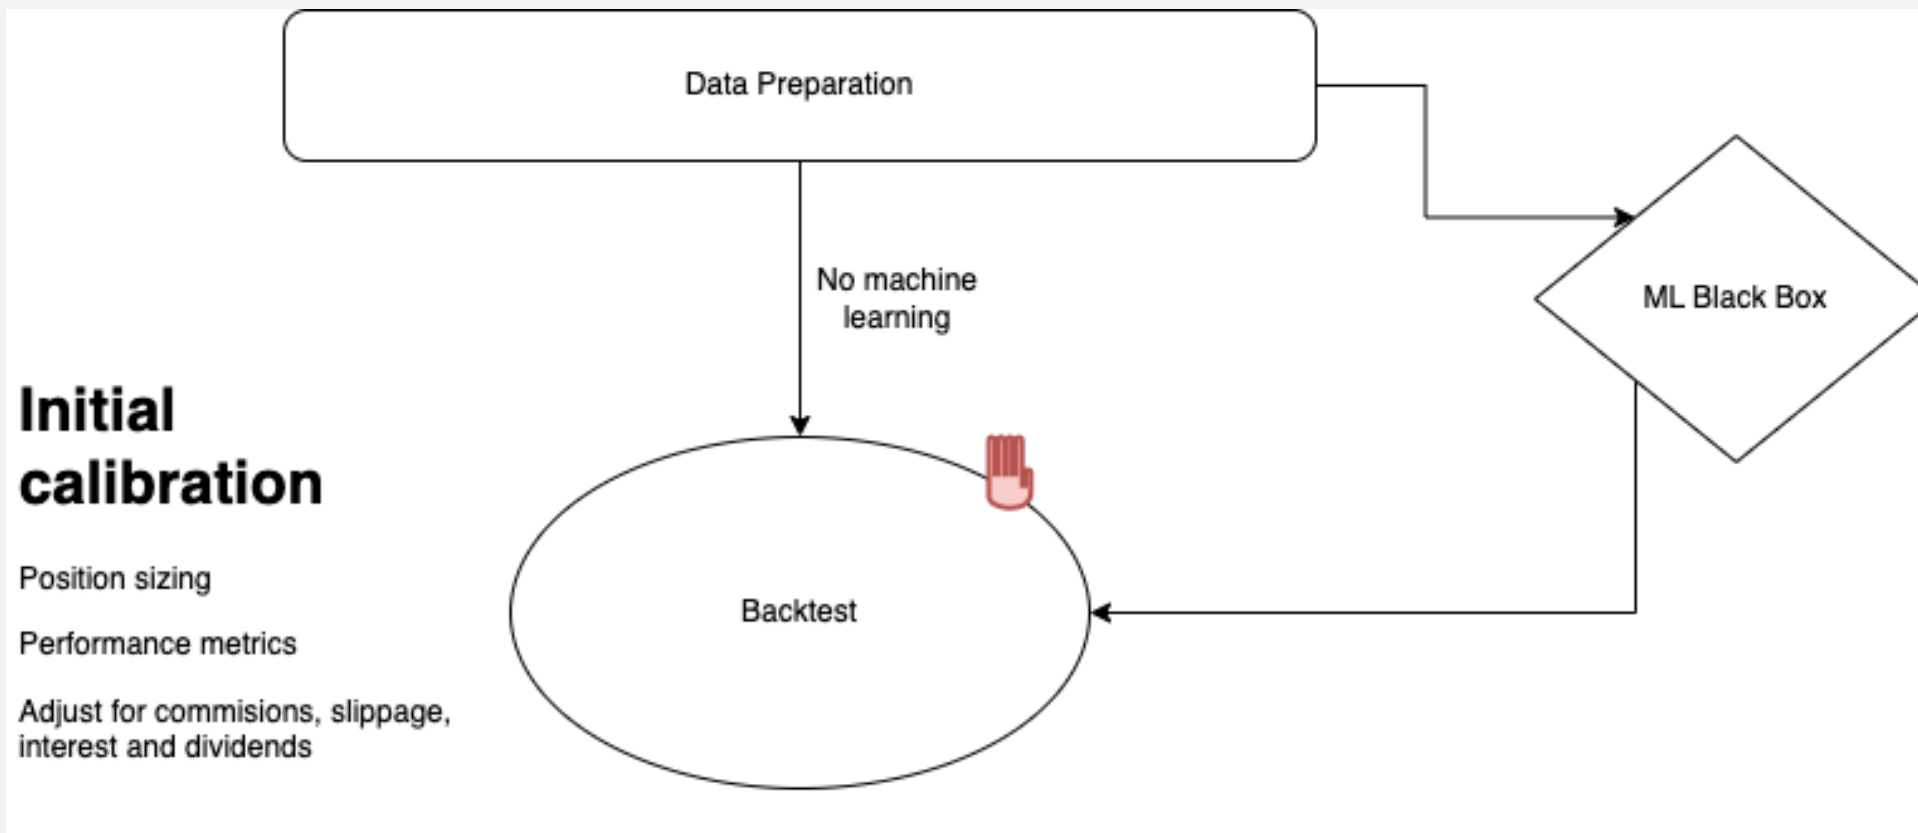 Data Preparation
No machine
learning
ML Black Box
Initial
calibration
Position sizing
Backtest
Performance metrics
Adjust for commisions, slippage,
interest and dividends